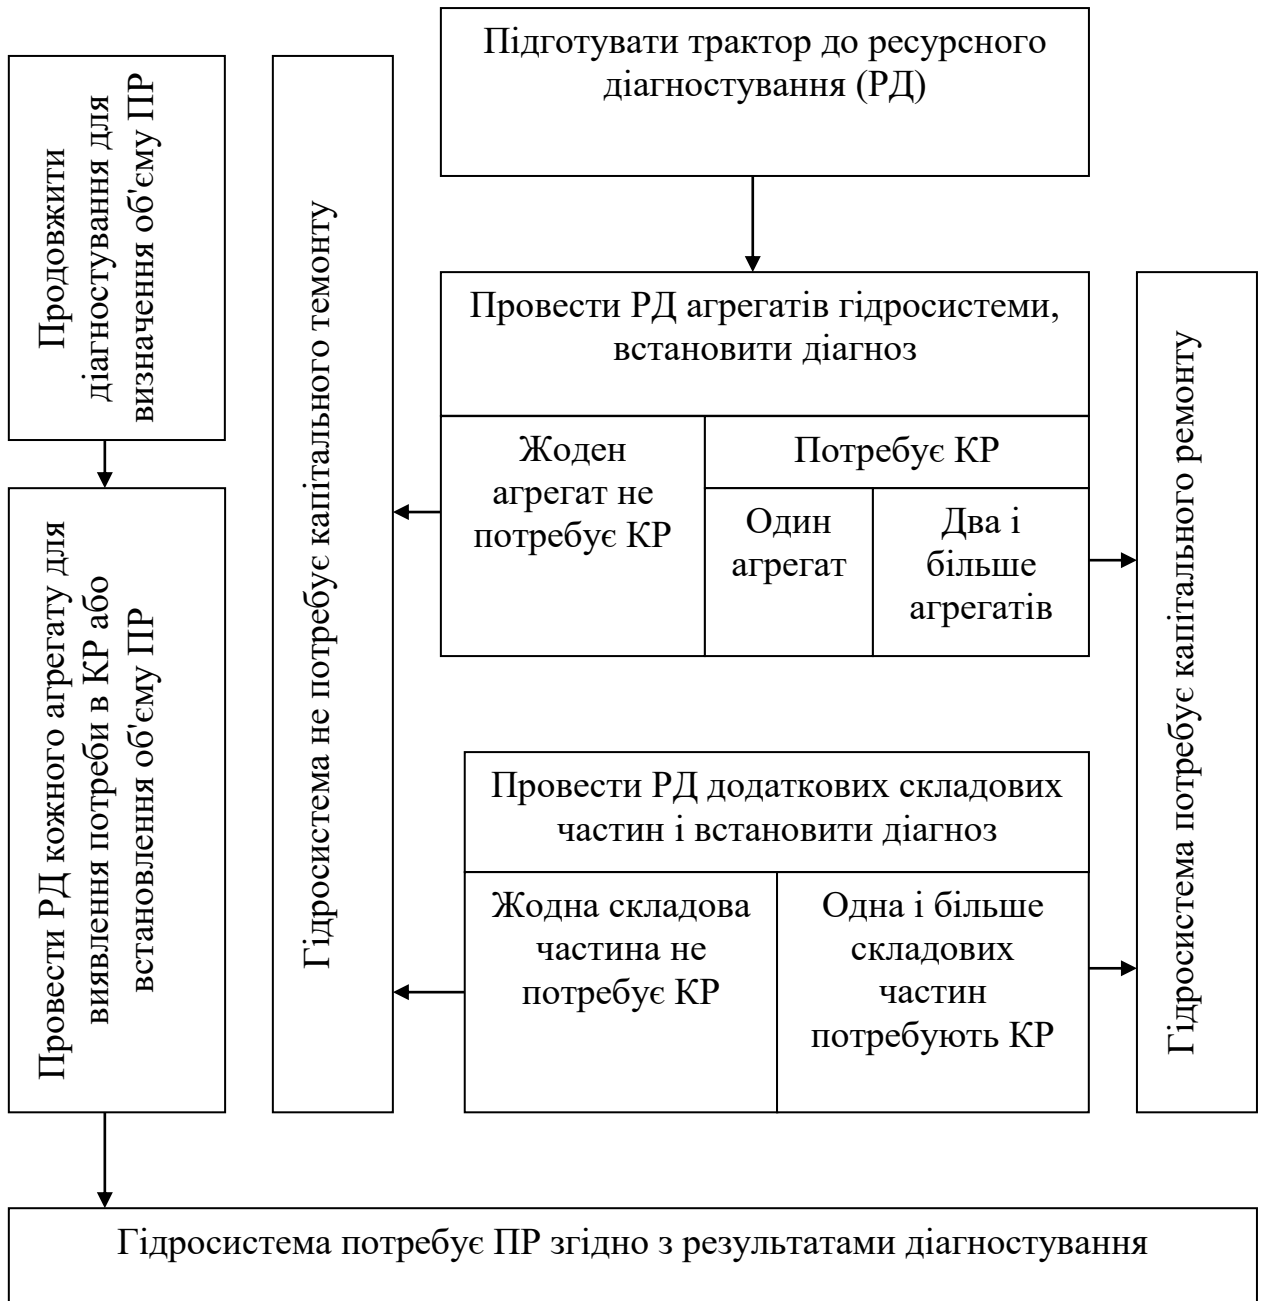 Підготувати трактор до ресурсного
діагностування (РД)
Продовжити
діагностування для
визначення об'єму ПР
Гідросистема не потребує капітального темонту
Провести РД агрегатів гідросистеми,
встановити діагноз
Жоден
агрегат не
потребує КР
Потребує КР
Один
агрегат
Два і
більше
агрегатів
Гідросистема потребує капітального ремонту
Провести РД кожного агрегату для
виявлення потреби в КР або
встановлення об'єму ПР
Провести РД додаткових складових
частин і встановити діагноз
Жодна складова
частина не
потребує КР
Одна і більше
складових
частин
потребують КР
Гідросистема потребує ПР згідно з результатами діагностування